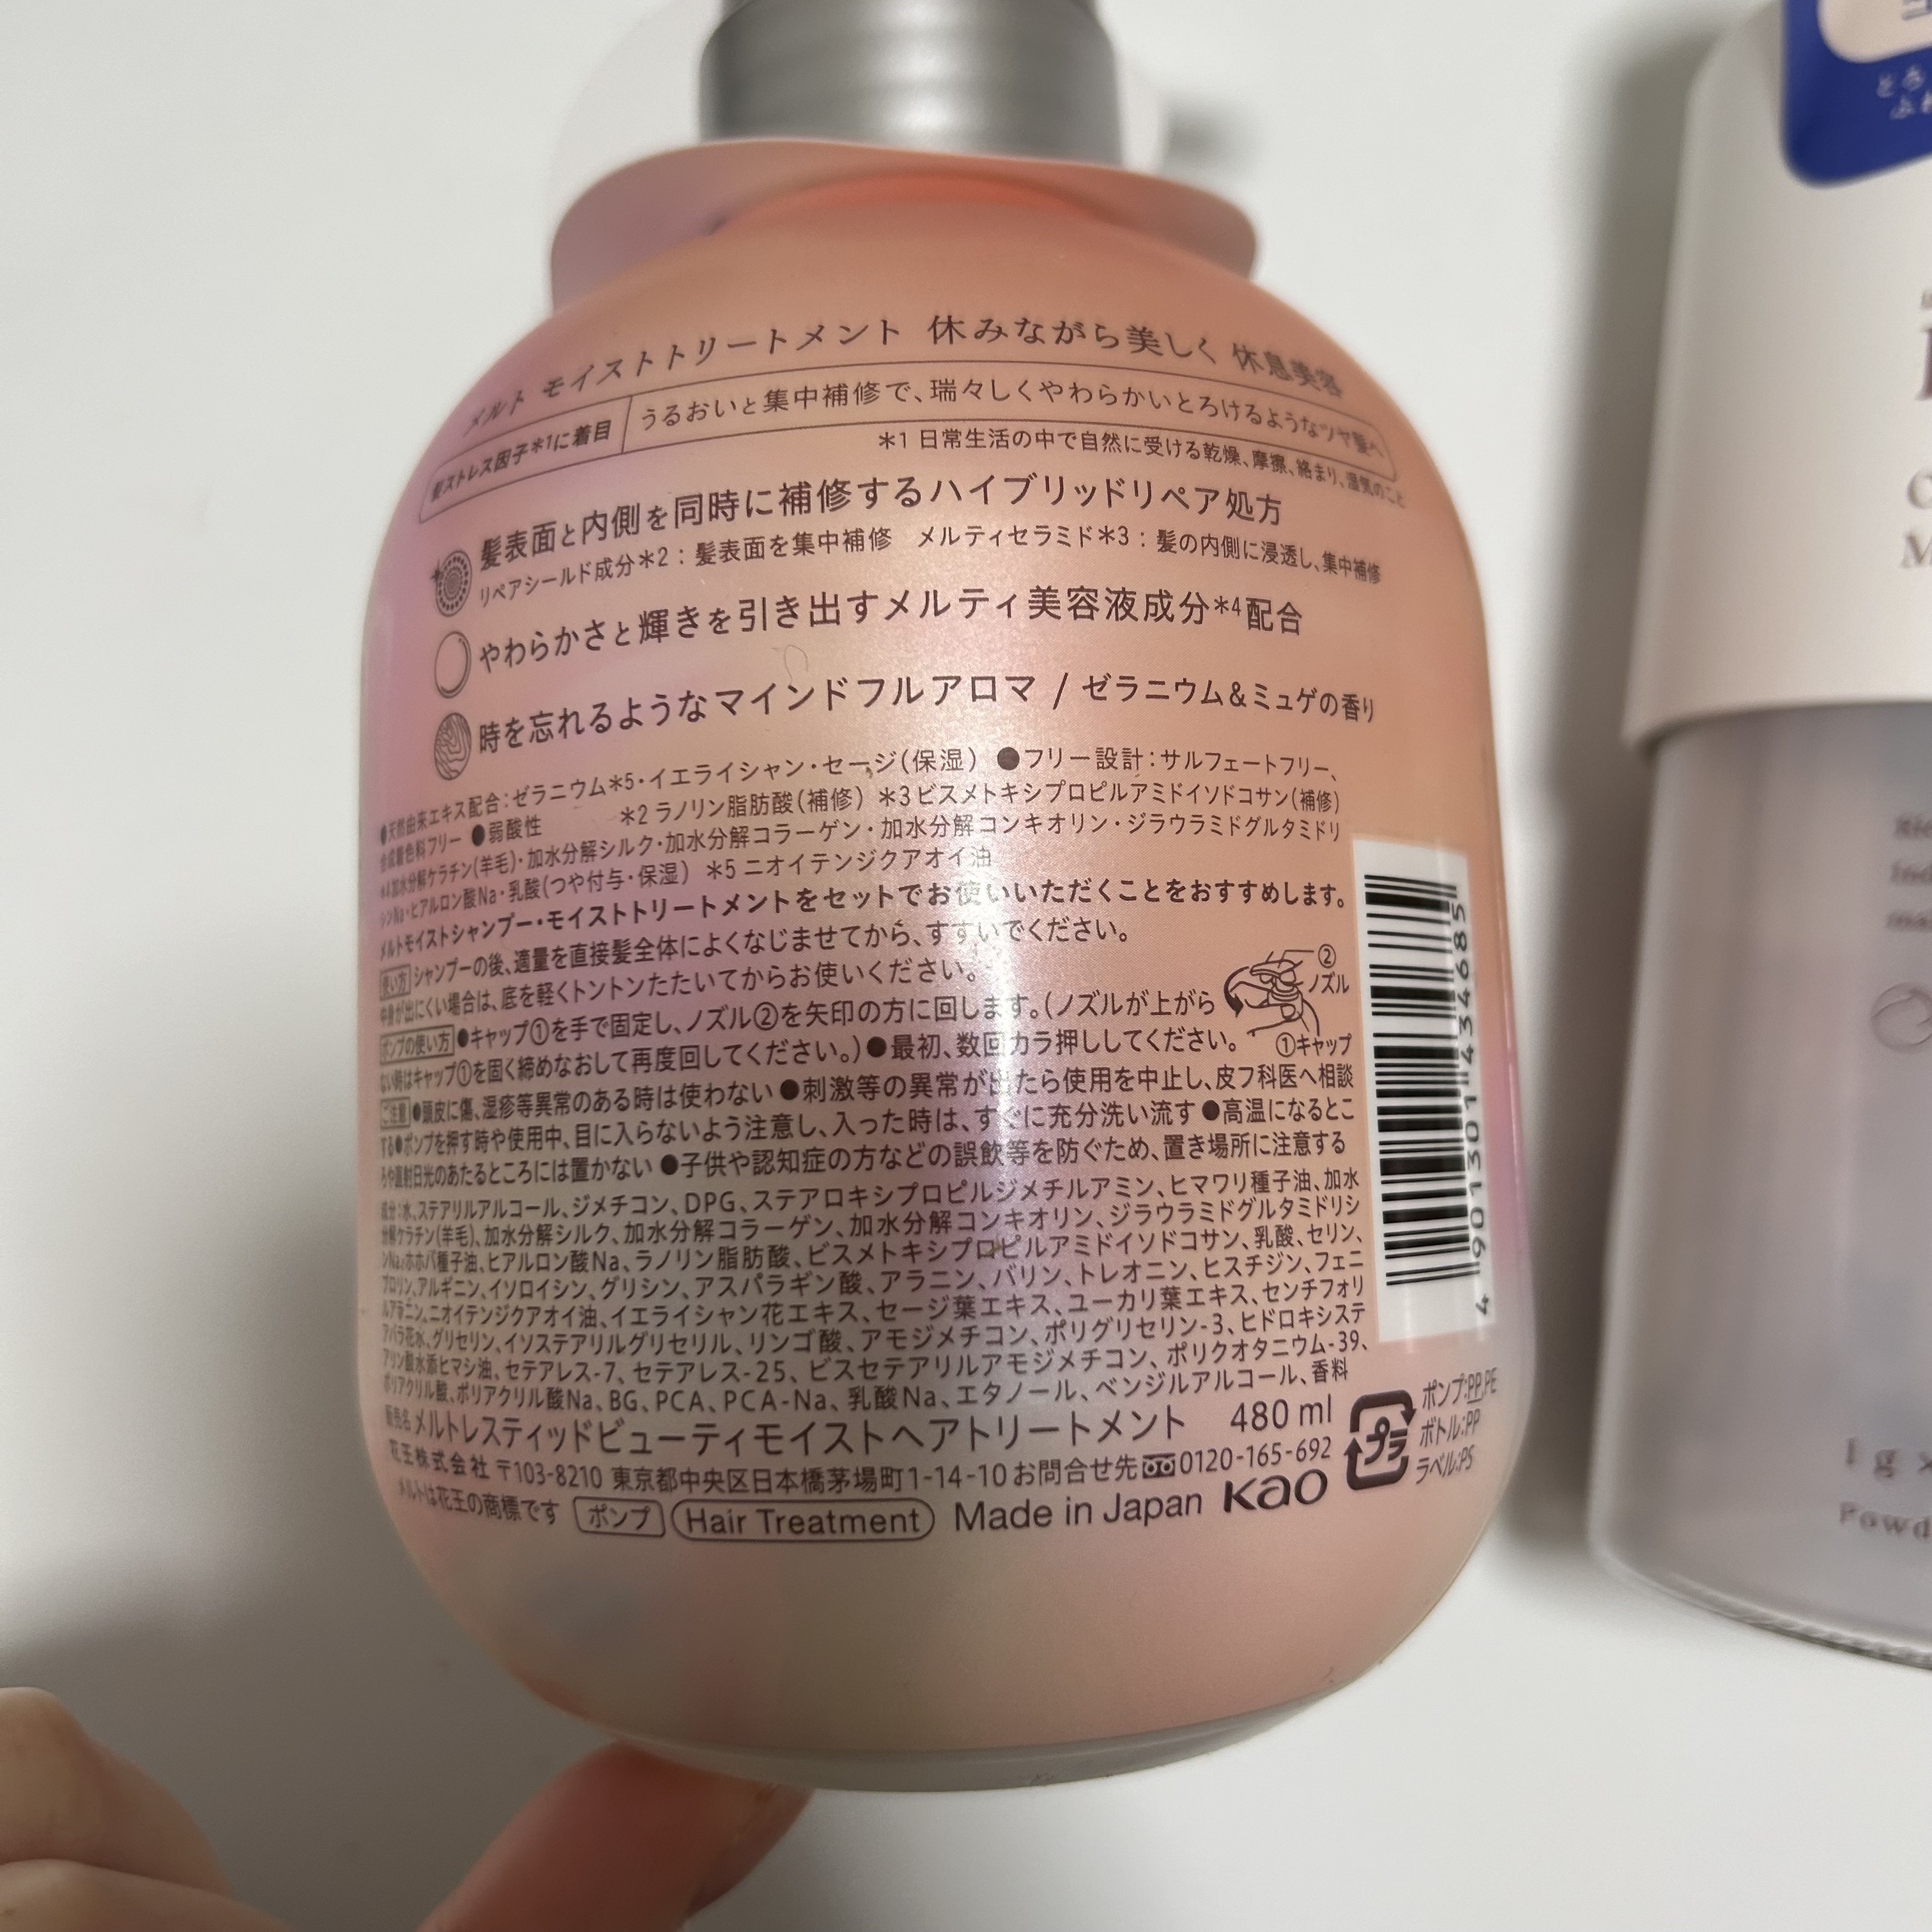 メルト モイストトリートメント 休みながら美しく 休息美容
髪ストレス因子*1に着目 うるおいと集中補修で、瑞々しくやわらかいとろけるようなツヤ髪へ
*1 日常生活の中で自然に受ける乾燥、摩擦、絡まり、湿気のこと
髪表面と内側を同時に補修するハイブリッドリペア処方
リペアシールド成分*2：髪表面を集中補修 メルティセラミド*3：髪の内側に浸透し、集中補修
やわらかさと輝きを引き出すメルティ美容液成分*4配合
時を忘れるようなマインドフルアロマ / ゼラニウム&ミュゲの香り
●天然由来エキス配合：ゼラニウム*5・イエライシャン・セージ(保湿) ●フリー設計：サルフェートフリー、
合成着色料フリー ●弱酸性 *2 ラノリン脂肪酸(補修) *3 ビスメトキシプロピルアミドイソドコサン(補修)
*4 加水分解ケラチン(羊毛)・加水分解シルク・加水分解コラーゲン・加水分解コンキオリン・ジラウラミドグルタミドリ
シンNa・ヒアルロン酸Na・乳酸(つや付与・保湿) *5 ニオイテンジクアオイ油
メルトモイストシャンプー・モイストトリートメントをセットでお使いいただくことをおすすめします。
使い方 シャンプーの後、適量を直接髪全体によくなじませてから、すすいでください。
中身が出にくい場合は、底を軽くトントンたたいてからお使いください。
ポンプの使い方 ●キャップ①を手で固定し、ノズル②を矢印の方に回します。(ノズルが上がら
ない時はキャップ①を固く締めなおして再度回してください。)●最初、数回カラ押ししてください。
②
ノズル
①キャップ
ご注意 ●頭皮に傷、湿疹等異常のある時は使わない ●刺激等の異常が出たら使用を中止し、皮フ科医へ相談
する●ポンプを押す時や使用中、目に入らないよう注意し、入った時は、すぐに充分洗い流す ●高温になるとこ
ろや直射日光のあたるところには置かない ●子供や認知症の方などの誤飲等を防ぐため、置き場所に注意する
成分：水、ステアリルアルコール、ジメチコン、DPG、ステアロキシプロピルジメチルアミン、ヒマワリ種子油、加水
分解ケラチン(羊毛)、加水分解シルク、加水分解コラーゲン、加水分解コンキオリン、ジラウラミドグルタミドリシ
ンNa、ホホバ種子油、ヒアルロン酸Na、ラノリン脂肪酸、ビスメトキシプロピルアミドイソドコサン、乳酸、セリン、
プロリン、アルギニン、イソロイシン、グリシン、アスパラギン酸、アラニン、バリン、トレオニン、ヒスチジン、フェニ
ルアラニン、ニオイテンジクアオイ油、イエライシャン花エキス、セージ葉エキス、ユーカリ葉エキス、センチフォリ
アバラ花水、グリセリン、イソステアリルグリセリル、リンゴ酸、アモジメチコン、ポリグリセリン-3、ヒドロキシステ
アリン酸水添ヒマシ油、セテアレス-7、セテアレス-25、ビスセテアリルアモジメチコン、ポリクオタニウム-39、
ポリアクリル酸、ポリアクリル酸Na、BG、PCA、PCA-Na、乳酸Na、エタノール、ベンジルアルコール、香料
販売名 メルトレスティッドビューティモイストヘアトリートメント 480 ml
花王株式会社 〒103-8210 東京都中央区日本橋茅場町1-14-10 お問合せ先 0120-165-692
メルトは花王の商標です ポンプ Hair Treatment Made in Japan Kao
プラ
ポンプ:PP,PE
ボトル:PP
ラベル:PS
4 901301 434685
1 g
Powd